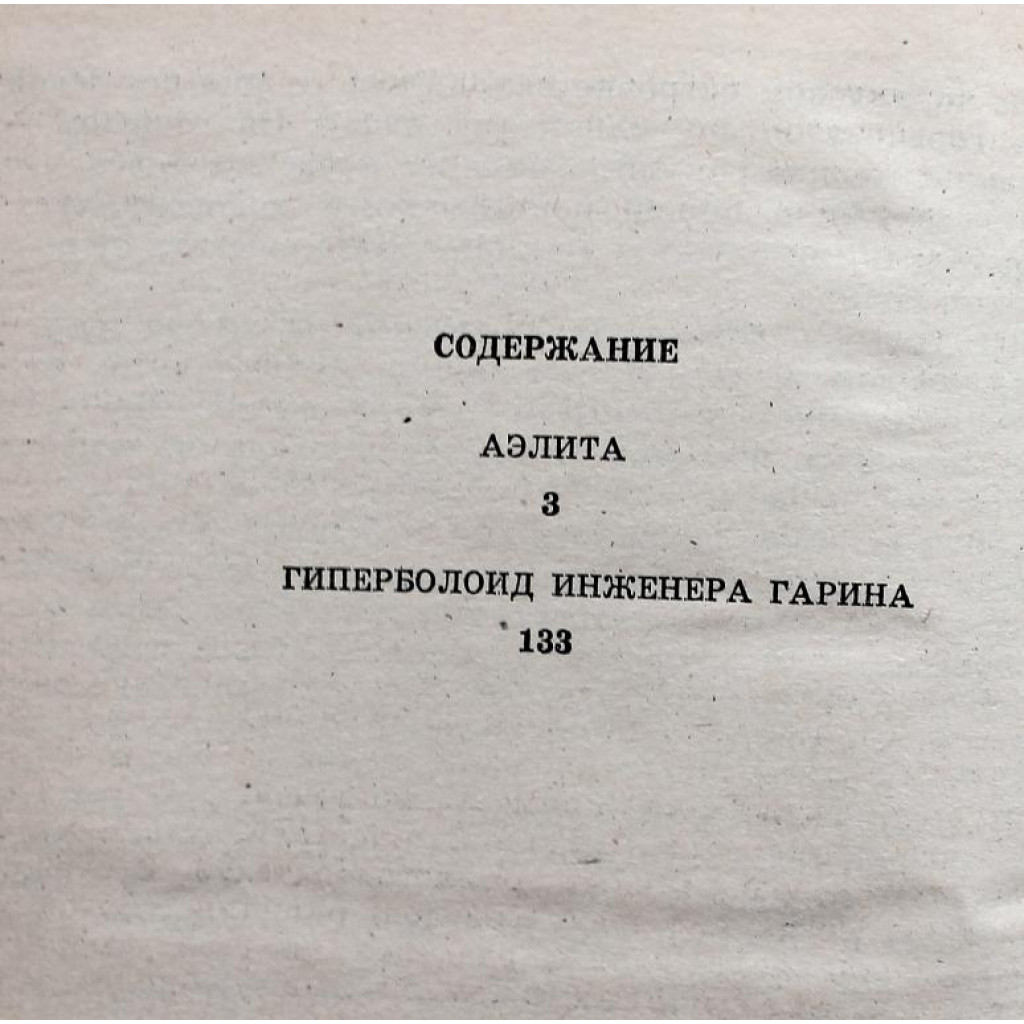 СОДЕРЖАНИЕ
АЭЛИТА
3
ГИПЕРБОЛОИД ИНЖЕНЕРА ГАРИНА
133